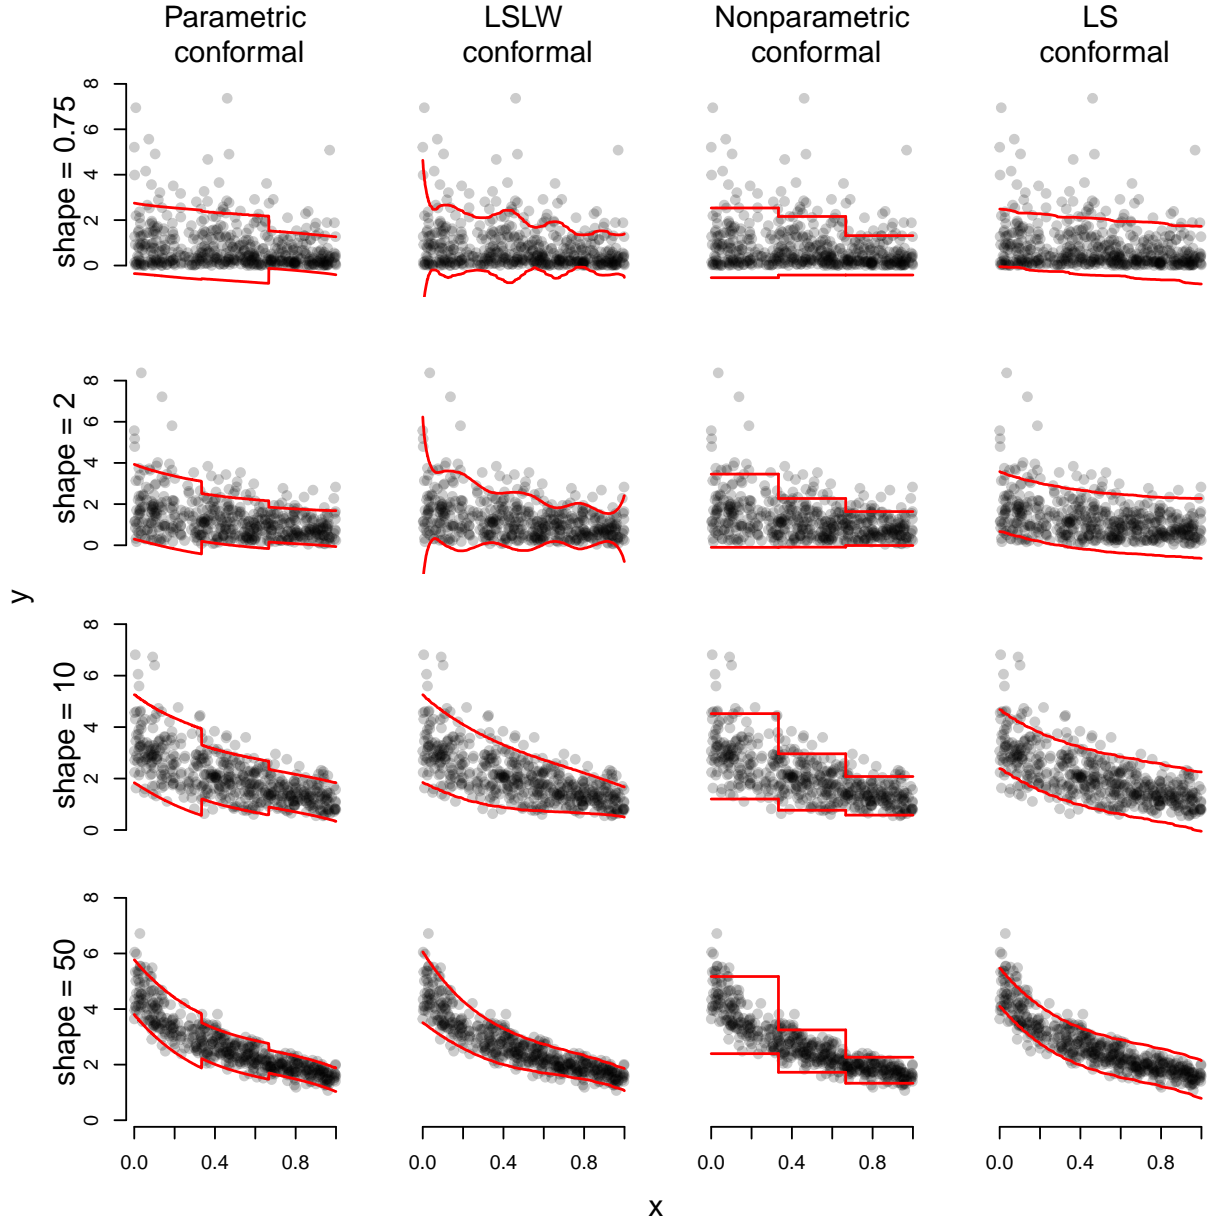 Parametric
conformal
LSLW
conformal
Nonparametric
conformal
LS
conformal
shape = 0.75
0 2 4 6 8
shape = 2
0 2 4 6 8
shape = 10
0 2 4 6 8
shape = 50
0 2 4 6 8
y
0.0 0.4 0.8
0.0 0.4 0.8
0.0 0.4 0.8
0.0 0.4 0.8
x